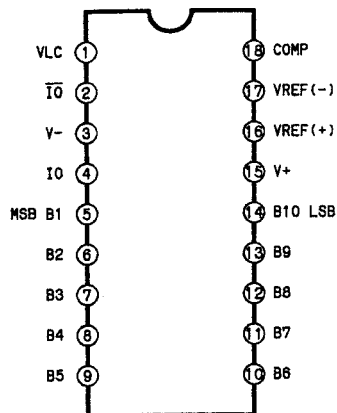 VLC 1 18 COMP
I̅O̅ 2 17 VREF(-)
V- 3 16 VREF(+)
IO 4 15 V+
MSB B1 5 14 B10 LSB
B2 6 13 B9
B3 7 12 B8
B4 8 11 B7
B5 9 10 B6